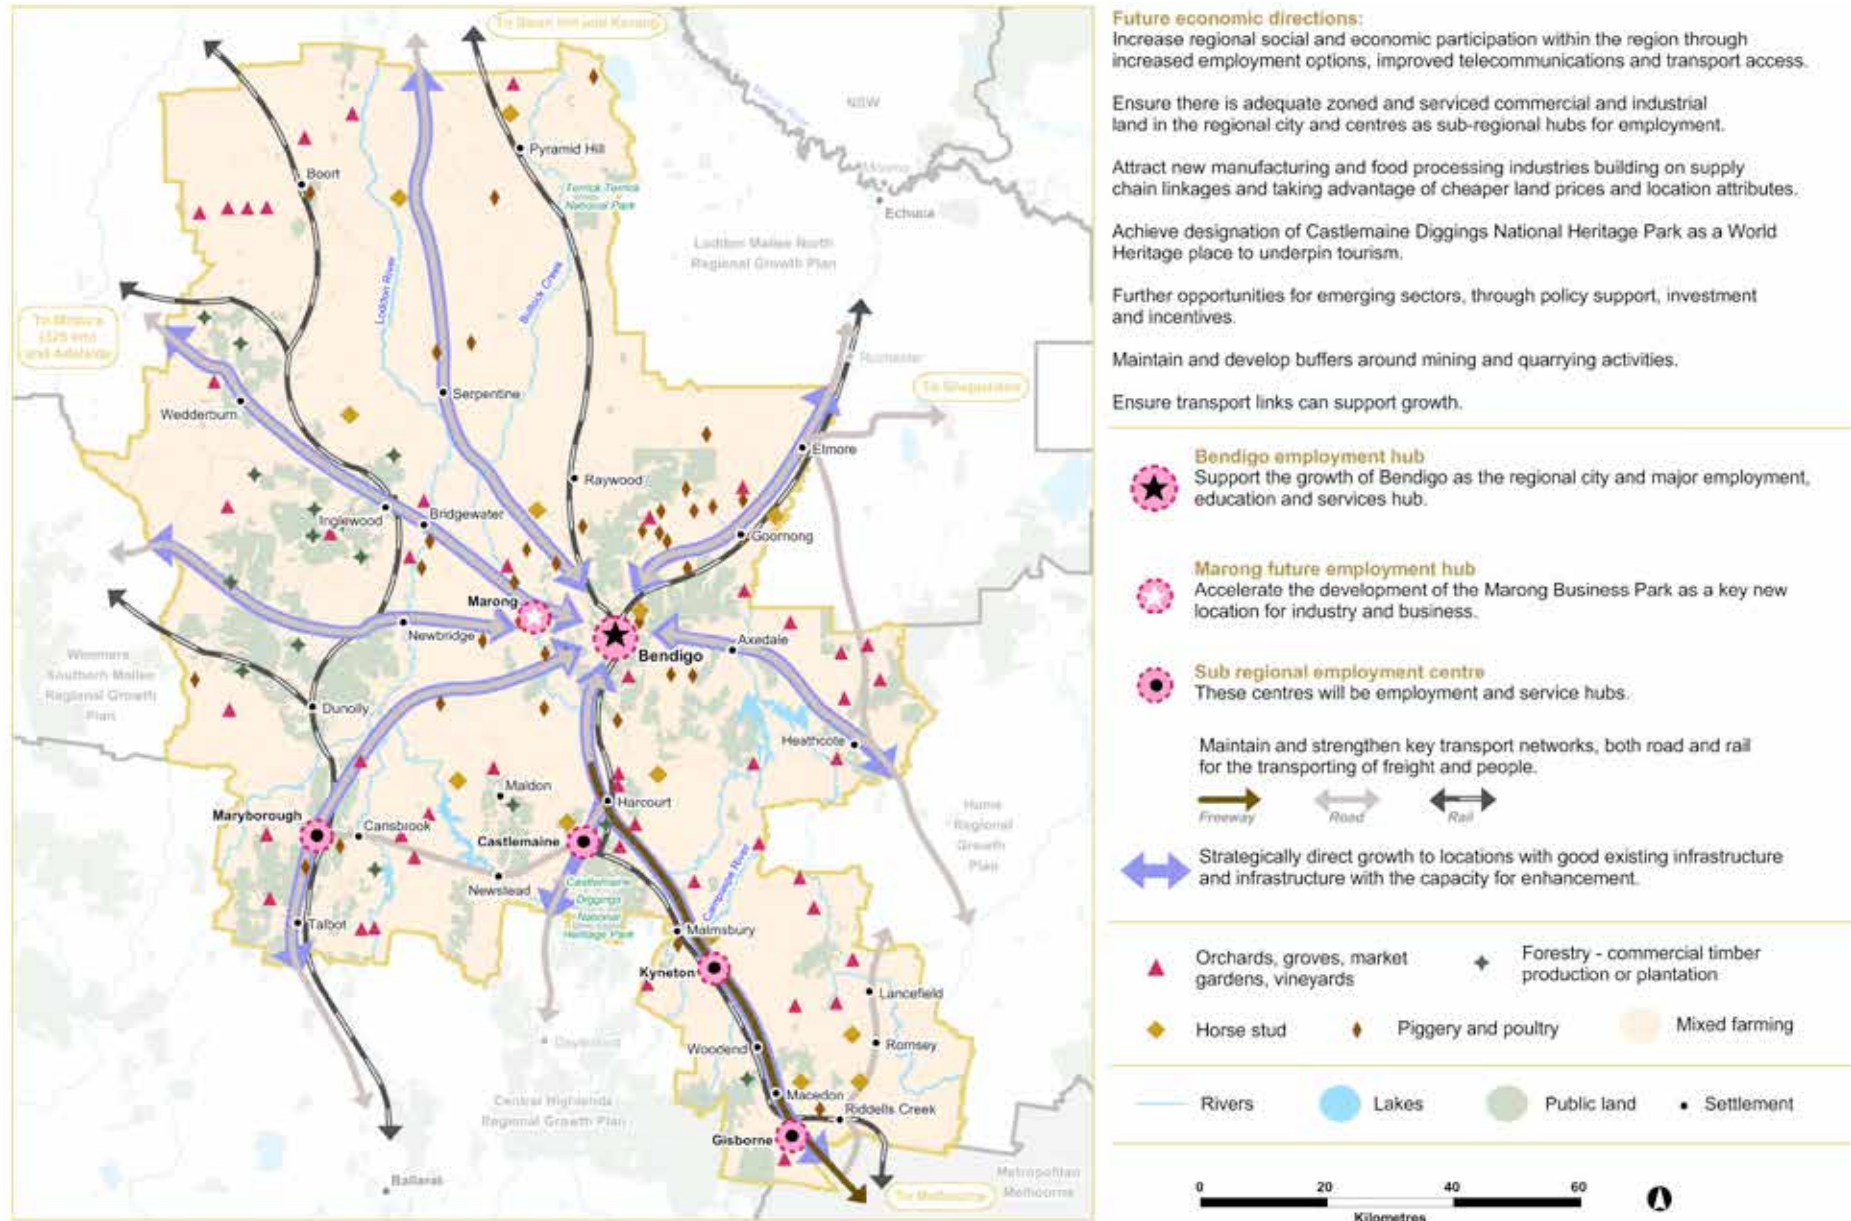 To Swan Hill and Kerang
NSW
Murray River
Moama
Echuca
Pyramid Hill
Boort
Terrick Terrick
National Park
Loddon Mallee North
Regional Growth Plan
Loddon River
Bullock Creek
To Mildura
and Adelaide
Rochester
To Shepparton
Serpentine
Wedderburn
Elmore
Raywood
Inglewood
Bridgewater
Goornong
Marong
Newbridge
Bendigo
Axedale
Wimmera
Southern Mallee
Regional Growth
Plan
Dunolly
Heathcote
Maldon
Harcourt
Maryborough
Carisbrook
Castlemaine
Hume
Regional
Growth
Plan
Newstead
Castlemaine
Diggings
National
Heritage Park
Campaspe River
Talbot
Malmsbury
Kyneton
Lancefield
Daylesford
Woodend
Romsey
Macedon
Central Highlands
Regional Growth Plan
Riddells Creek
Gisborne
Ballarat
To Melbourne
Metropolitan
Melbourne
Future economic directions:
Increase regional social and economic participation within the region through
increased employment options, improved telecommunications and transport access.
Ensure there is adequate zoned and serviced commercial and industrial
land in the regional city and centres as sub-regional hubs for employment.
Attract new manufacturing and food processing industries building on supply
chain linkages and taking advantage of cheaper land prices and location attributes.
Achieve designation of Castlemaine Diggings National Heritage Park as a World
Heritage place to underpin tourism.
Further opportunities for emerging sectors, through policy support, investment
and incentives.
Maintain and develop buffers around mining and quarrying activities.
Ensure transport links can support growth.
Bendigo employment hub
Support the growth of Bendigo as the regional city and major employment,
education and services hub.
Marong future employment hub
Accelerate the development of the Marong Business Park as a key new
location for industry and business.
Sub regional employment centre
These centres will be employment and service hubs.
Maintain and strengthen key transport networks, both road and rail
for the transporting of freight and people.
Freeway Road Rail
Strategically direct growth to locations with good existing infrastructure
and infrastructure with the capacity for enhancement.
Orchards, groves, market
gardens, vineyards
Forestry - commercial timber
production or plantation
Horse stud
Piggery and poultry
Mixed farming
Rivers
Lakes
Public land
Settlement
0 20 40 60
Kilometres